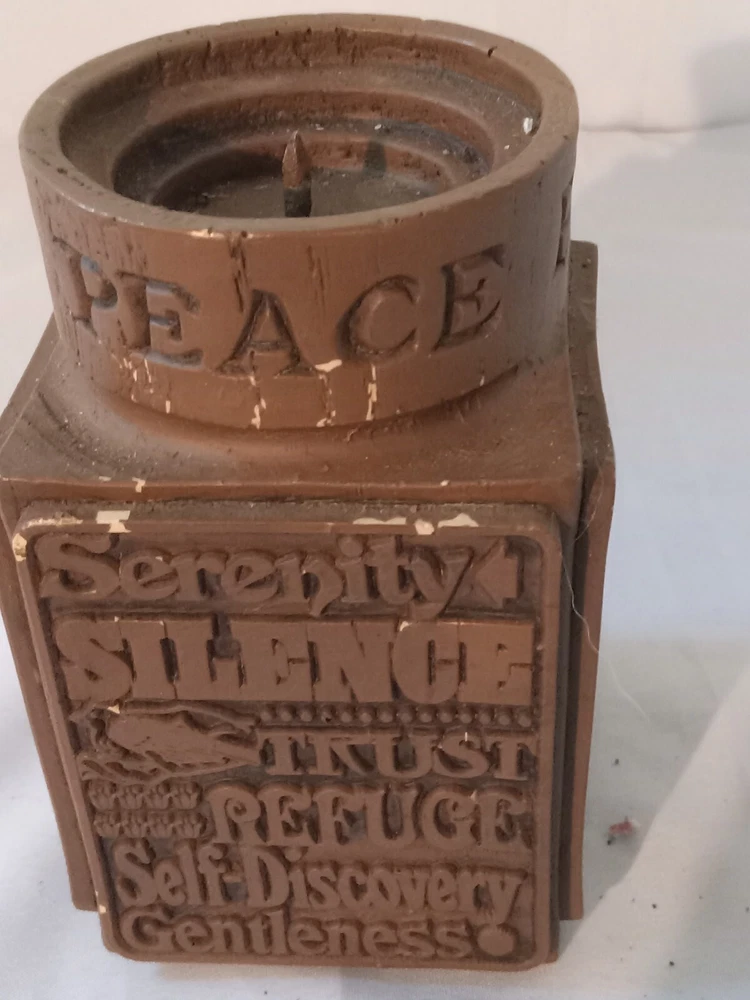 PEACE
Serenity
SILENCE
TRUST
REFUGE
Self-Discovery
Gentleness